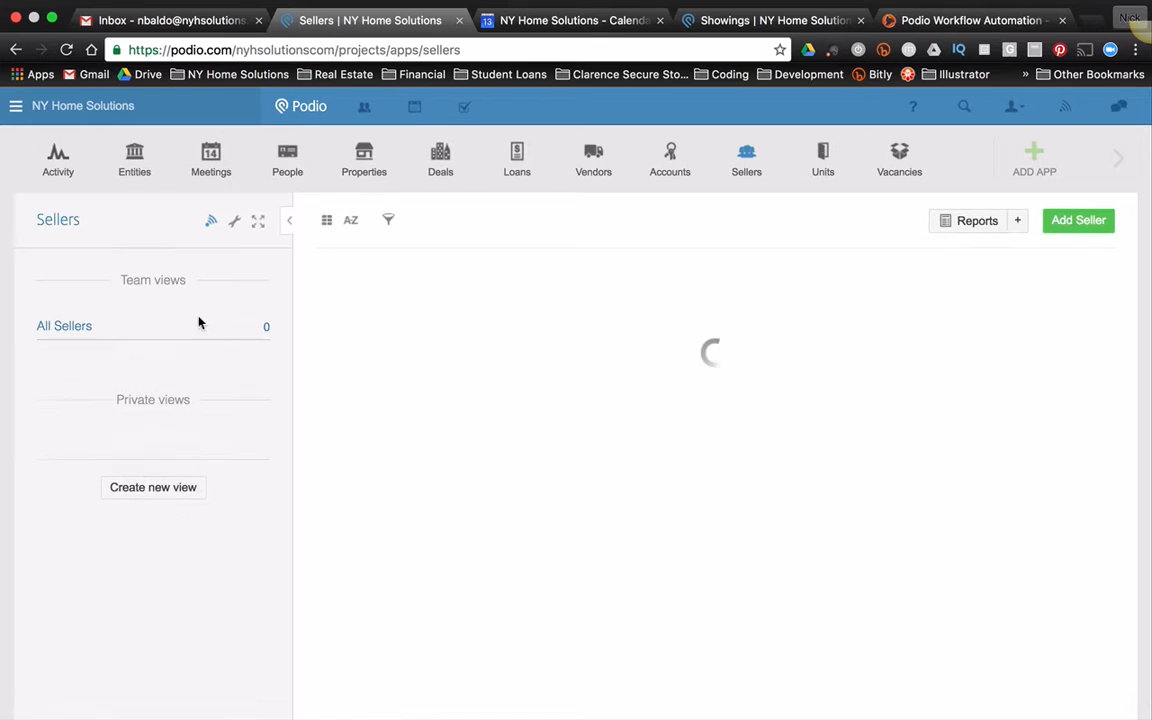 Inbox - nbaldo@nyhsolutions.
Sellers | NY Home Solutions
13
NY Home Solutions - Calenda
Showings | NY Home Solution
Podio Workflow Automation -
Nick
https://podio.com/nyhsolutionscom/projects/apps/sellers
Apps
Gmail
Drive
NY Home Solutions
Real Estate
Financial
Student Loans
Clarence Secure Sto...
Coding
Development
Bitly
Illustrator
»
Other Bookmarks
NY Home Solutions
Podio
?
Activity
Entities
14
Meetings
People
Properties
Deals
Loans
Vendors
Accounts
Sellers
Units
Vacancies
ADD APP
Sellers
A-Z
Reports
+
Add Seller
Team views
All Sellers
0
Private views
Create new view